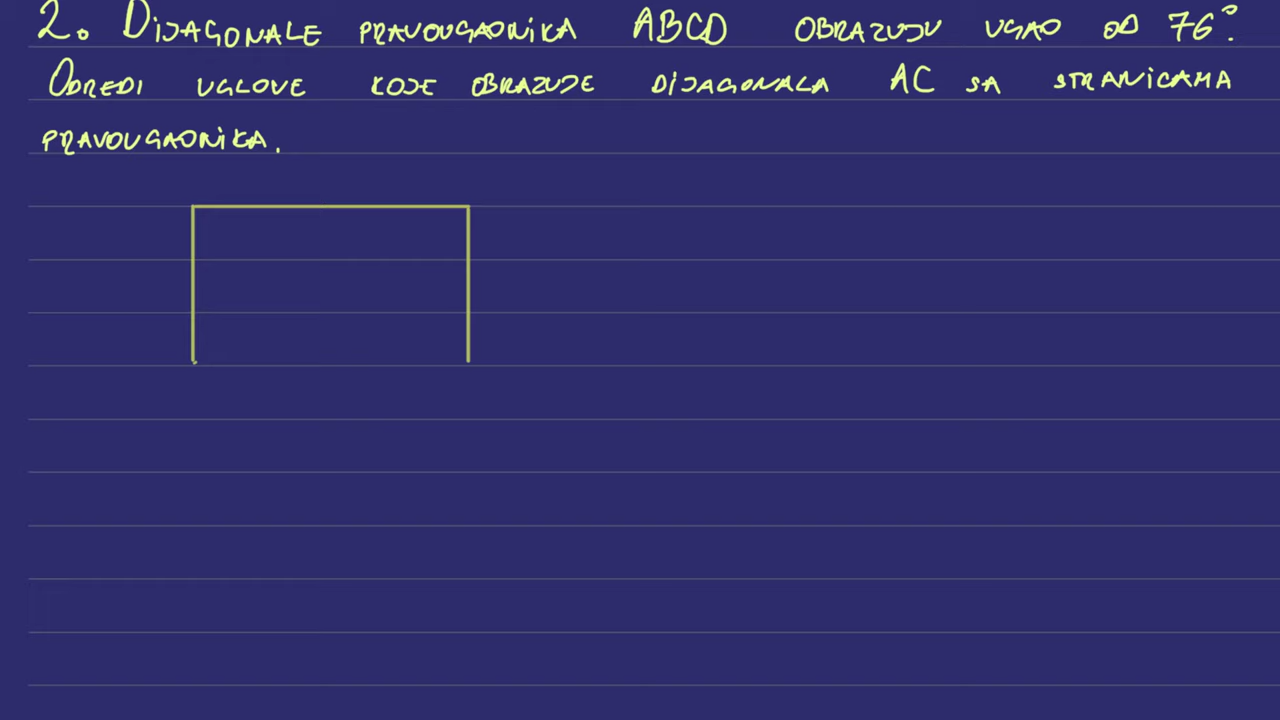 2. DIJAGONALE PRAVOUGAONIKA ABCD OBRAZUJU UGAO OD 76°.
ODREDI UGLOVE KOJE OBRAZUJE DIJAGONALA AC SA STRANICAMA
PRAVOUGAONIKA.